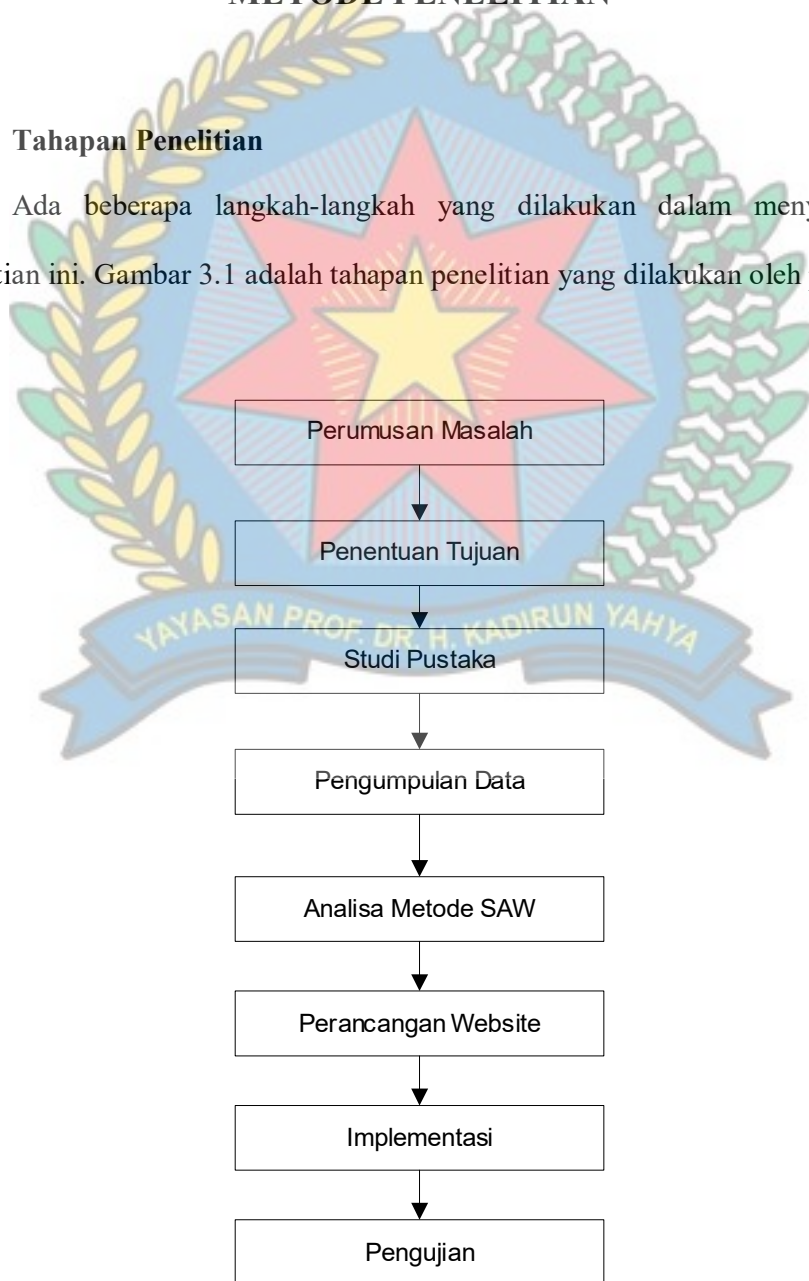 METODE PENELITIAN
Tahapan Penelitian
Ada beberapa langkah-langkah yang dilakukan dalam meny
tian ini. Gambar 3.1 adalah tahapan penelitian yang dilakukan oleh
Perumusan Masalah
Penentuan Tujuan
YAYASAN PROF. DR. H. KADIRUN YAHYA
Studi Pustaka
Pengumpulan Data
Analisa Metode SAW
Perancangan Website
Implementasi
Pengujian